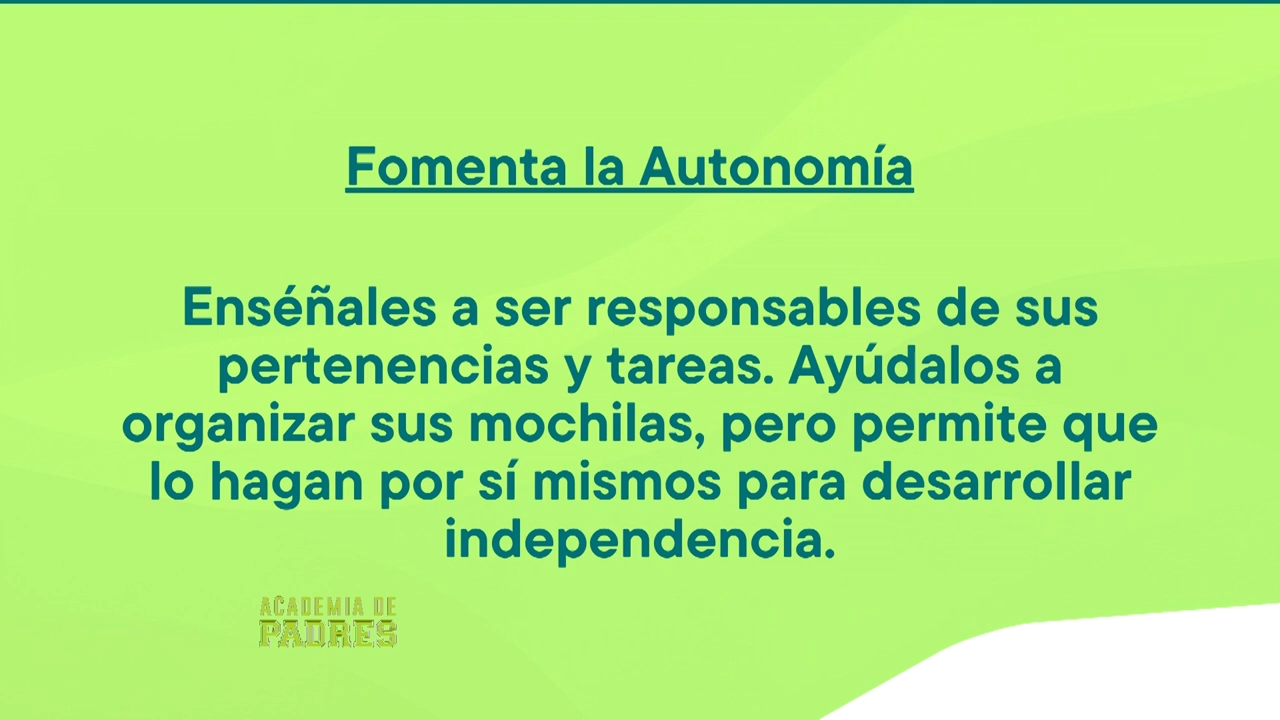 Fomenta la Autonomía
Enséñales a ser responsables de sus
pertenencias y tareas. Ayúdalos a
organizar sus mochilas, pero permite que
lo hagan por sí mismos para desarrollar
independencia.
ACADEMIA DE
PADRES